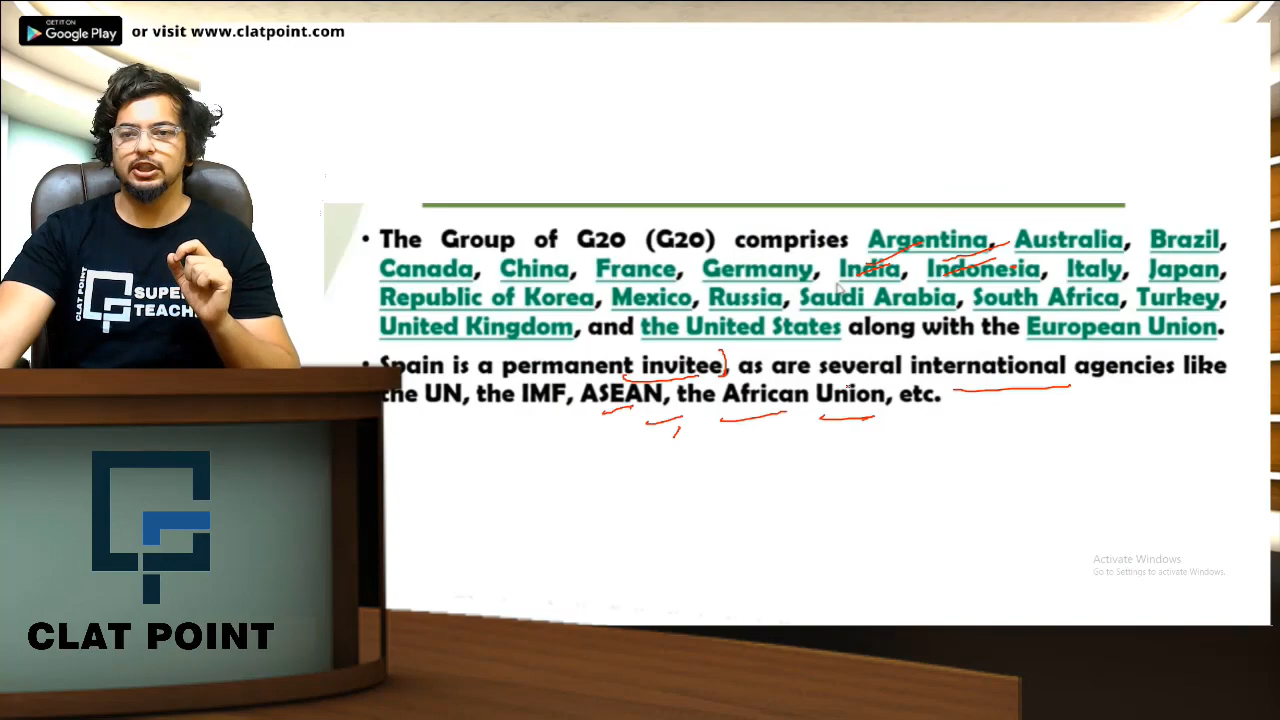 GET IT ON
Google Play
or visit www.clatpoint.com
• The Group of G20 (G20) comprises Argentina, Australia, Brazil,
Canada, China, France, Germany, India, Indonesia, Italy, Japan,
Republic of Korea, Mexico, Russia, Saudi Arabia, South Africa, Turkey,
United Kingdom, and the United States along with the European Union.
• Spain is a permanent invitee, as are several international agencies like
the UN, the IMF, ASEAN, the African Union, etc.
CLAT POINT
SUPER
TEACH
Activate Windows
Go to Settings to activate Windows.
CLAT POINT